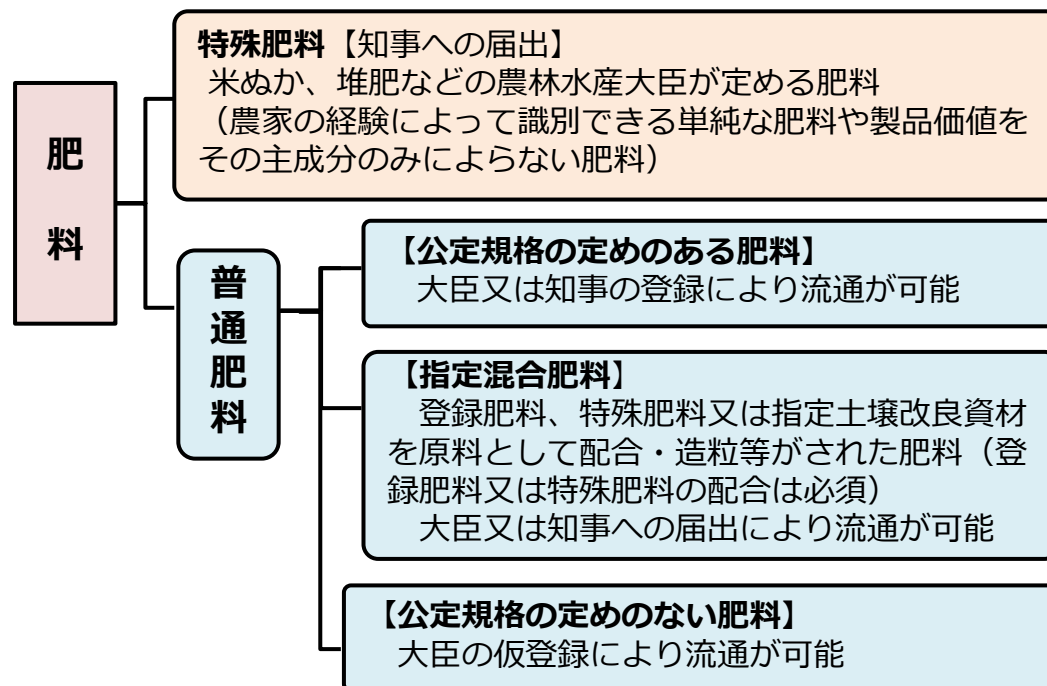 肥料
特殊肥料【知事への届出】
米ぬか、堆肥などの農林水産大臣が定める肥料
（農家の経験によって識別できる単純な肥料や製品価値を
その主成分のみによらない肥料）
普通肥料
【公定規格の定めのある肥料】
大臣又は知事の登録により流通が可能
【指定混合肥料】
登録肥料、特殊肥料又は指定土壌改良資材
を原料として配合・造粒等がされた肥料（登
録肥料又は特殊肥料の配合は必須）
大臣又は知事への届出により流通が可能
【公定規格の定めのない肥料】
大臣の仮登録により流通が可能